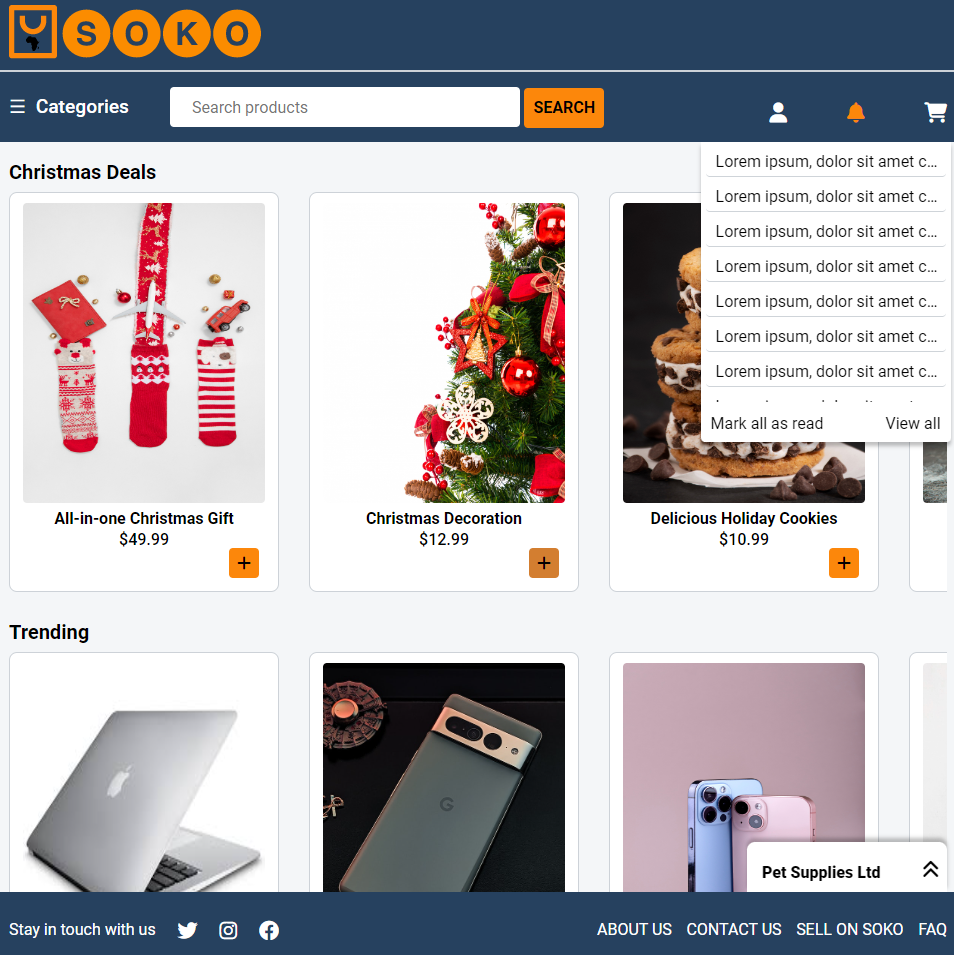 SOKO
☰ Categories
Search products
SEARCH
Christmas Deals
Lorem ipsum, dolor sit amet c...
Lorem ipsum, dolor sit amet c...
Lorem ipsum, dolor sit amet c...
Lorem ipsum, dolor sit amet c...
Lorem ipsum, dolor sit amet c...
Lorem ipsum, dolor sit amet c...
Lorem ipsum, dolor sit amet c...
Mark all as read
View all
All-in-one Christmas Gift
$49.99
+
Christmas Decoration
$12.99
+
Delicious Holiday Cookies
$10.99
+
Trending
G
Pet Supplies Ltd
Stay in touch with us
ABOUT US
CONTACT US
SELL ON SOKO
FAQ